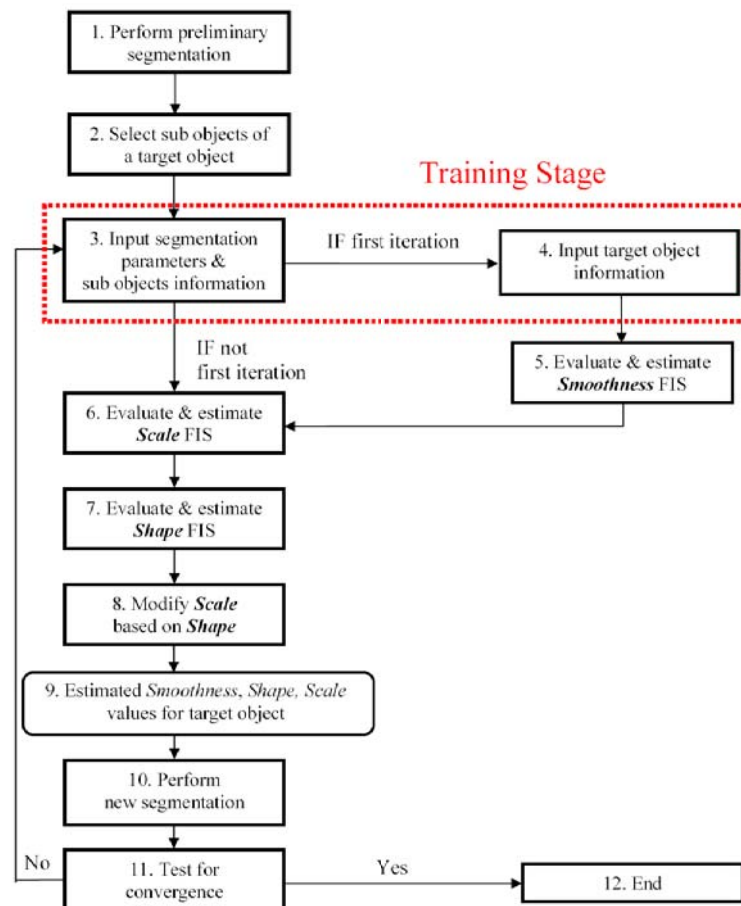 1. Perform preliminary
segmentation
2. Select sub objects of
a target object
Training Stage
3. Input segmentation
parameters &
sub objects information
IF first iteration
4. Input target object
information
IF not
first iteration
5. Evaluate & estimate
Smoothness FIS
6. Evaluate & estimate
Scale FIS
7. Evaluate & estimate
Shape FIS
8. Modify Scale
based on Shape
9. Estimated Smoothness, Shape, Scale
values for target object
10. Perform
new segmentation
No
11. Test for
convergence
Yes
12. End